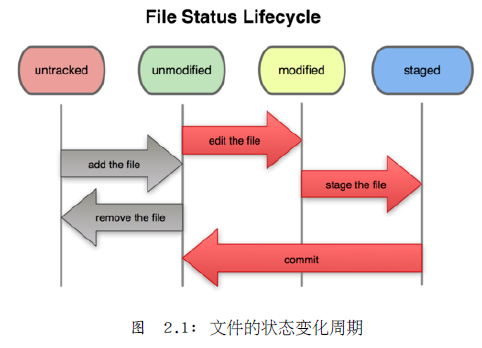 File Status Lifecycle
untracked unmodified modified staged
edit the file
add the file
stage the file
remove the file
commit
图 2.1: 文件的状态变化周期